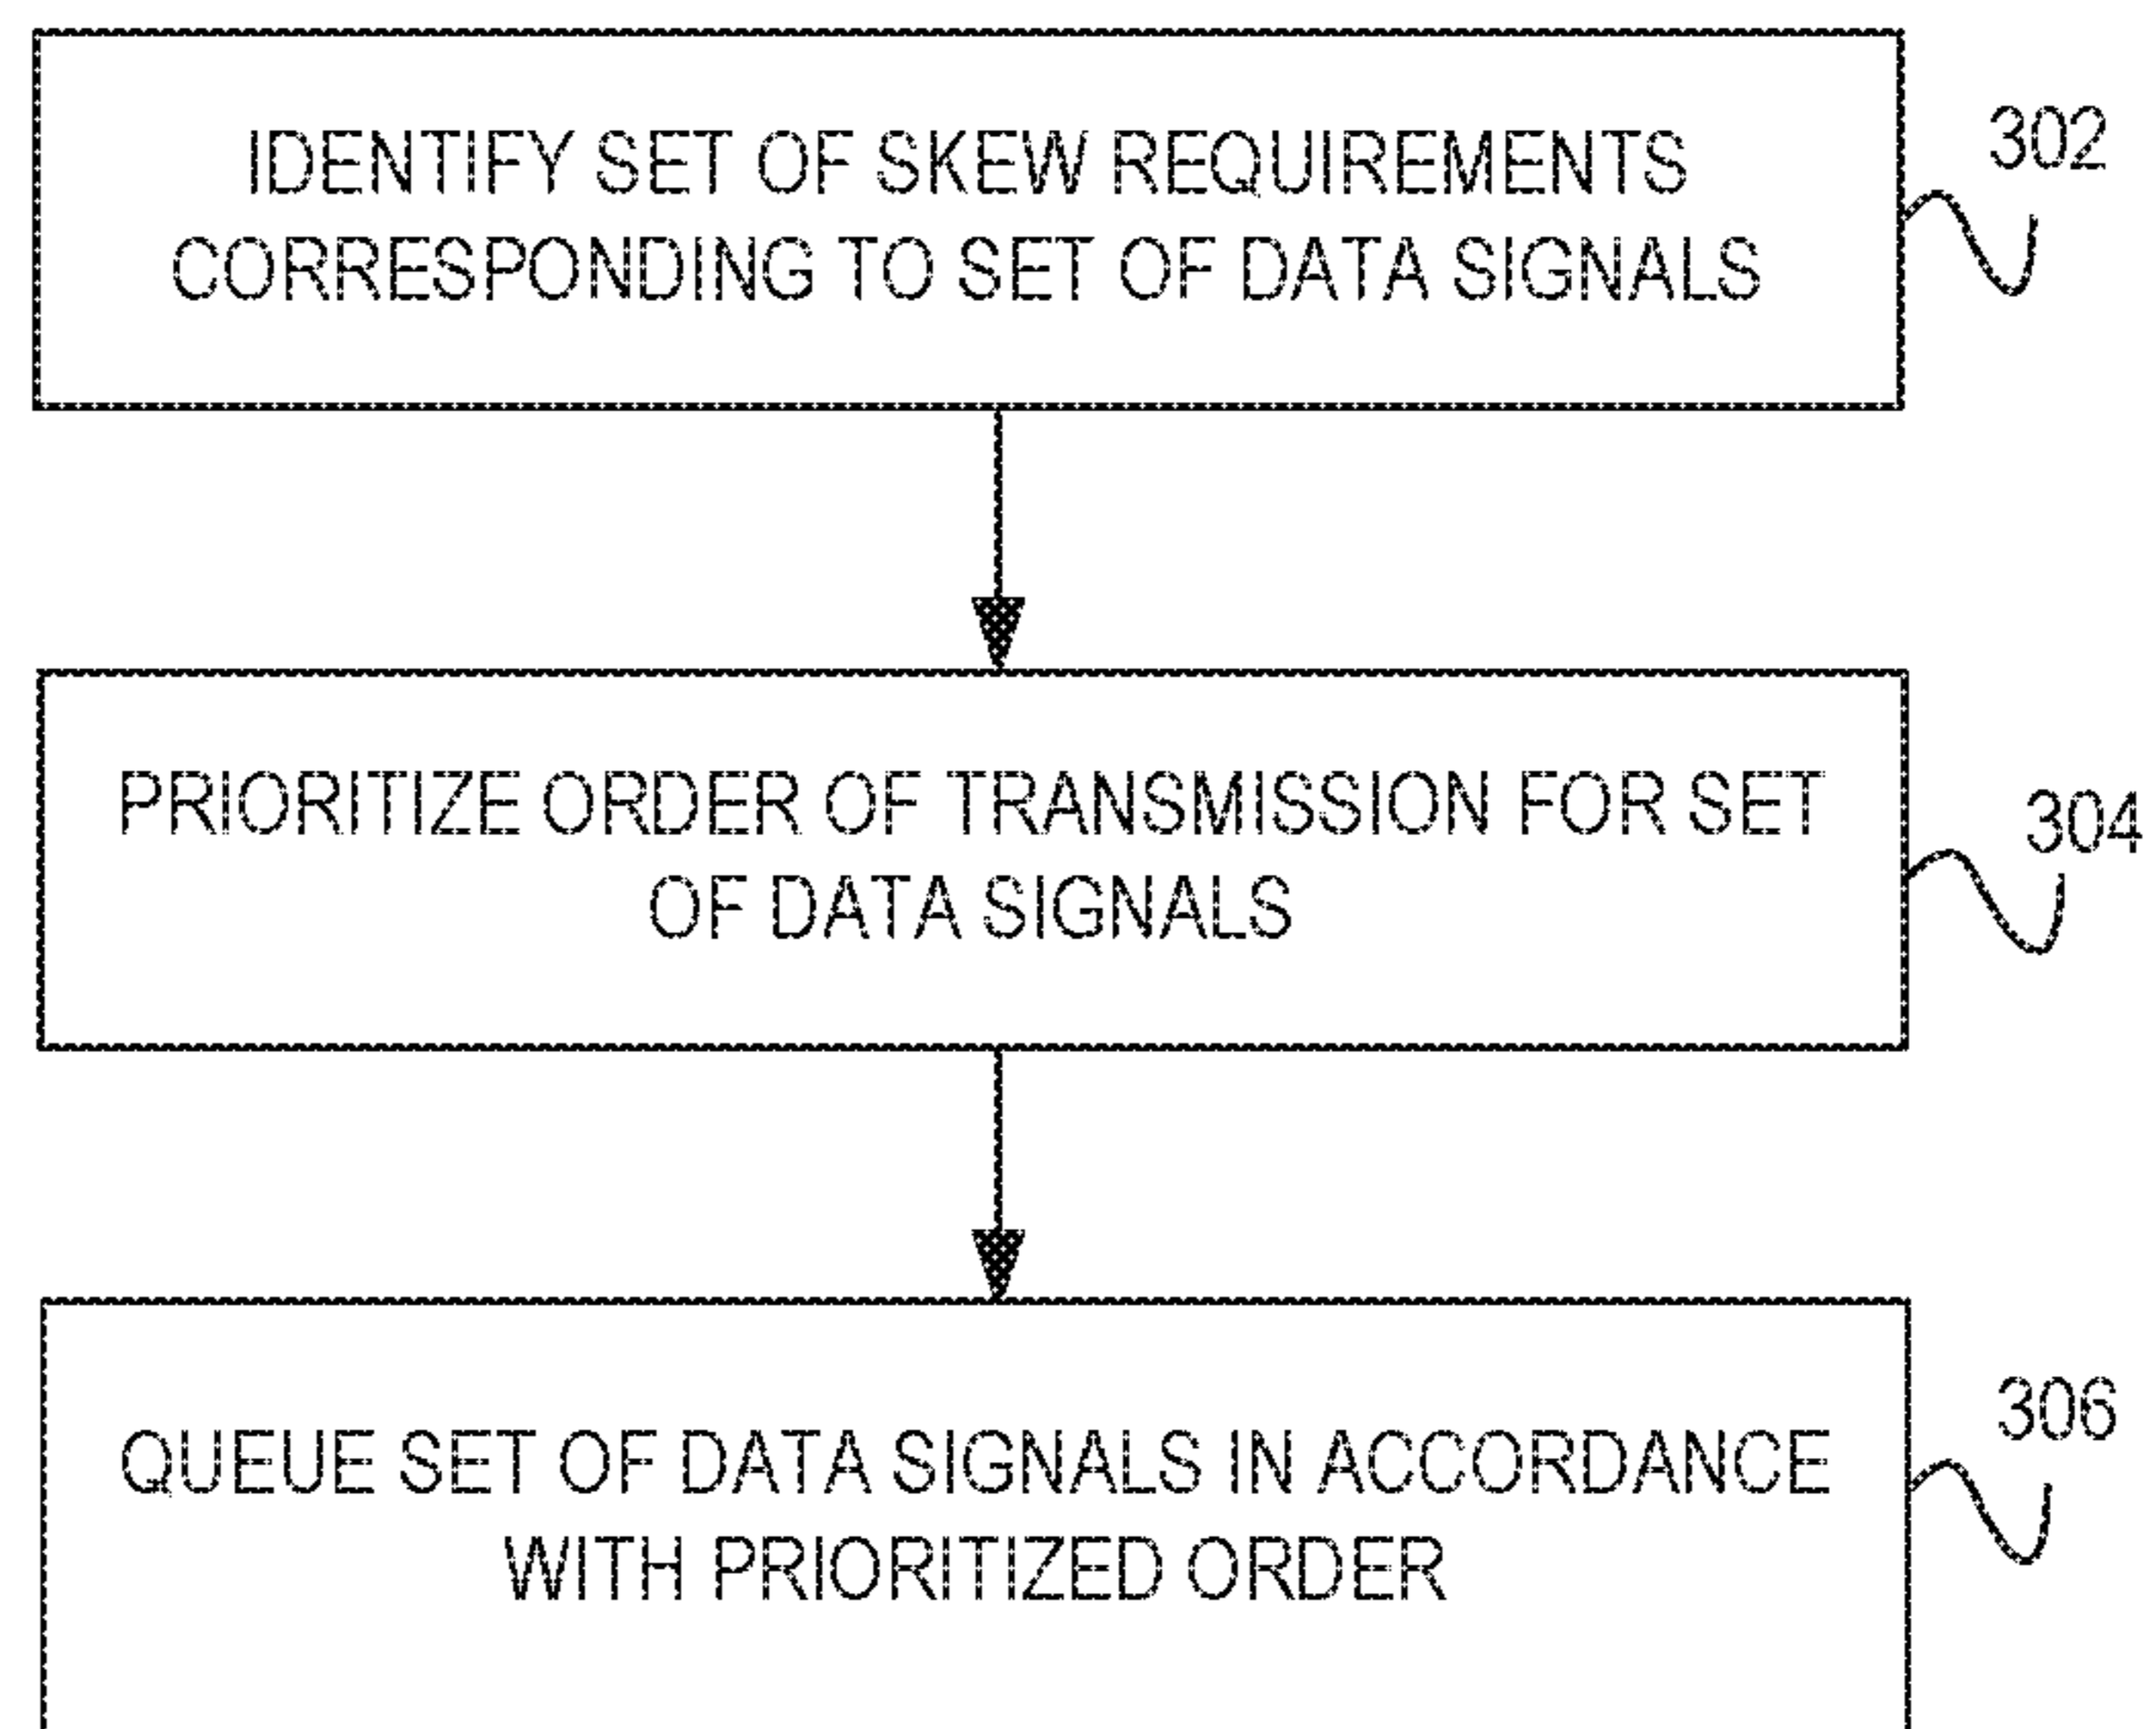 IDENTIFY SET OF SKEW REQUIREMENTS
CORRESPONDING TO SET OF DATA SIGNALS
302
PRIORITIZE ORDER OF TRANSMISSION FOR SET
OF DATA SIGNALS
304
QUEUE SET OF DATA SIGNALS IN ACCORDANCE
WITH PRIORITIZED ORDER
306